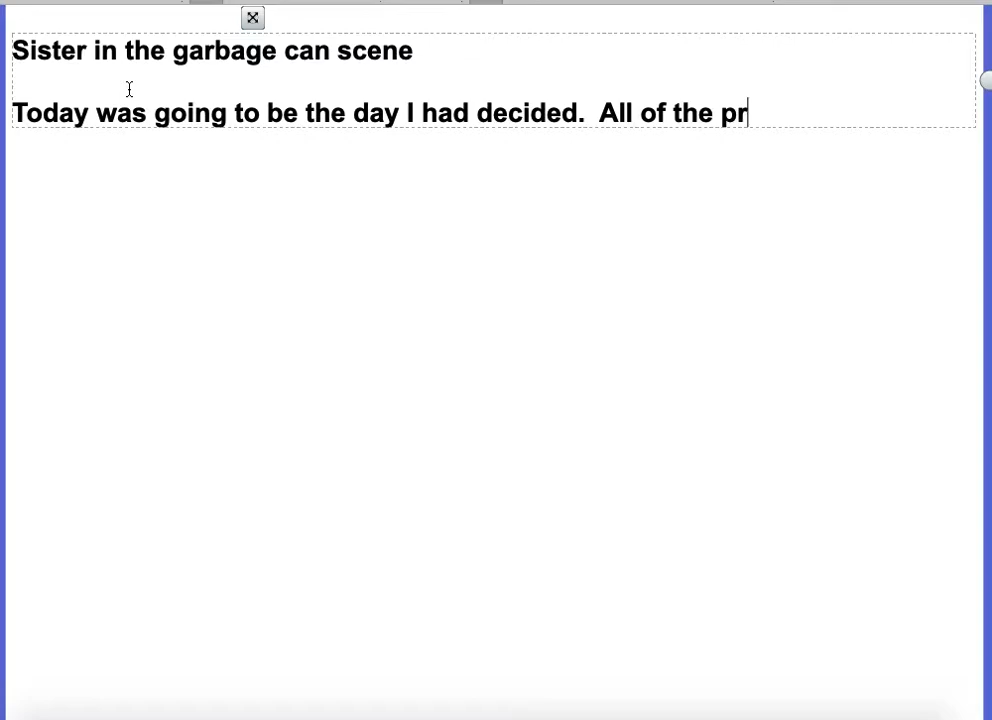 Sister in the garbage can scene
Today was going to be the day I had decided.  All of the pr